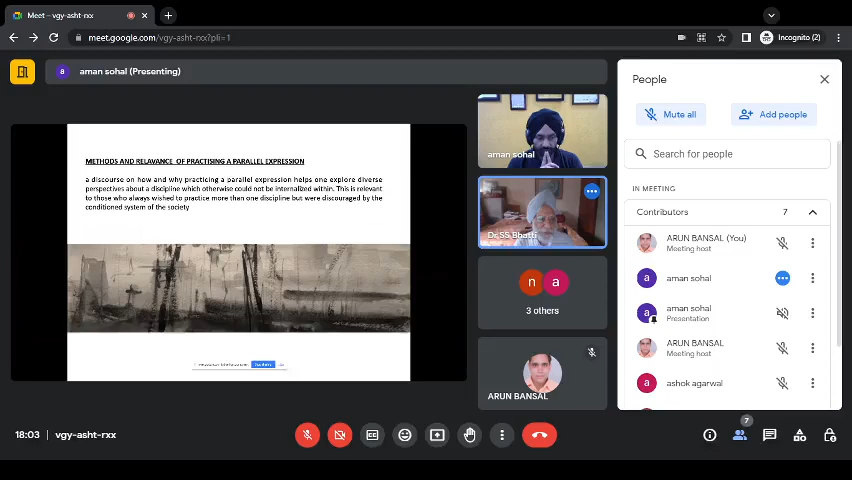 Meet – vgy-asht-rxx
meet.google.com/vgy-asht-rxx?pli=1
Incognito (2)
a aman sohal (Presenting)
METHODS AND RELAVANCE OF PRACTISING A PARALLEL EXPRESSION
a discourse on how and why practicing a parallel expression helps one explore diverse
perspectives about a discipline which otherwise could not be internalized within. This is relevant
to those who always wished to practice more than one discipline but were discouraged by the
conditioned system of the society
aman sohal
Dr SS Bhatti
n a
3 others
ARUN BANSAL
People
Mute all
Add people
Search for people
IN MEETING
Contributors 7
ARUN BANSAL (You)
Meeting host
a aman sohal
a aman sohal
Presentation
ARUN BANSAL
Meeting host
a ashok agarwal
18:03 vgy-asht-rxx
7